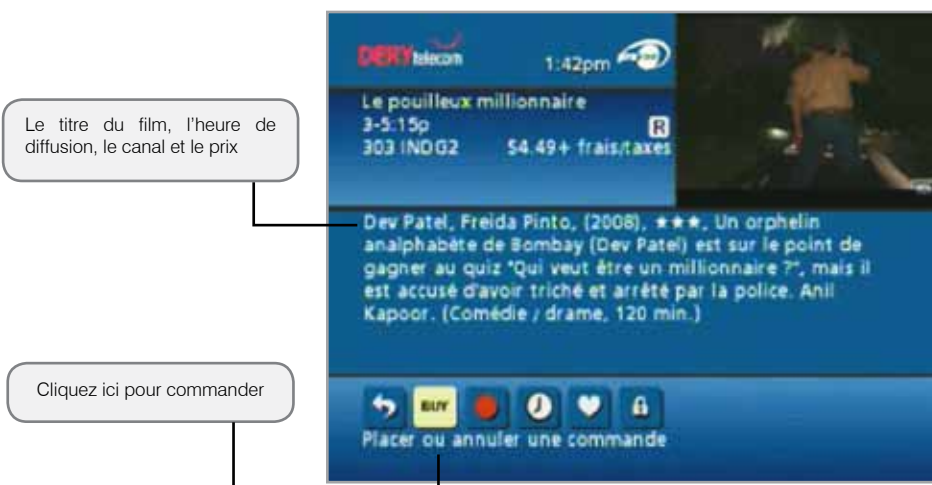 DERYtelecom
1:42pm
Le titre du film, l'heure de
diffusion, le canal et le prix
Le pouilleux millionnaire
3-5:15p
R
303 INDG2 $4.49+ frais/taxes
Dev Patel, Freida Pinto, (2008), ★★★, Un orphelin
analphabète de Bombay (Dev Patel) est sur le point de
gagner au quiz "Qui veut être un millionnaire ?", mais il
est accusé d'avoir triché et arrêté par la police. Anil
Kapoor. (Comédie / drame, 120 min.)
Cliquez ici pour commander
BUY
Placer ou annuler une commande